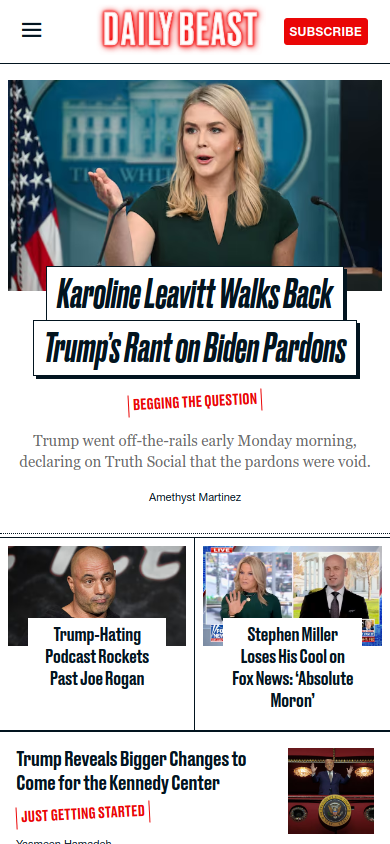 DAILY BEAST
SUBSCRIBE
THE WHI
Karoline Leavitt Walks Back
Trump's Rant on Biden Pardons
BEGGING THE QUESTION
Trump went off-the-rails early Monday morning,
declaring on Truth Social that the pardons were void.
Amethyst Martinez
LIVE
Trump-Hating
Podcast Rockets
Past Joe Rogan
Stephen Miller
Loses His Cool on
Fox News: ‘Absolute
Moron’
Trump Reveals Bigger Changes to
Come for the Kennedy Center
JUST GETTING STARTED
Yasmeen Hamadeh